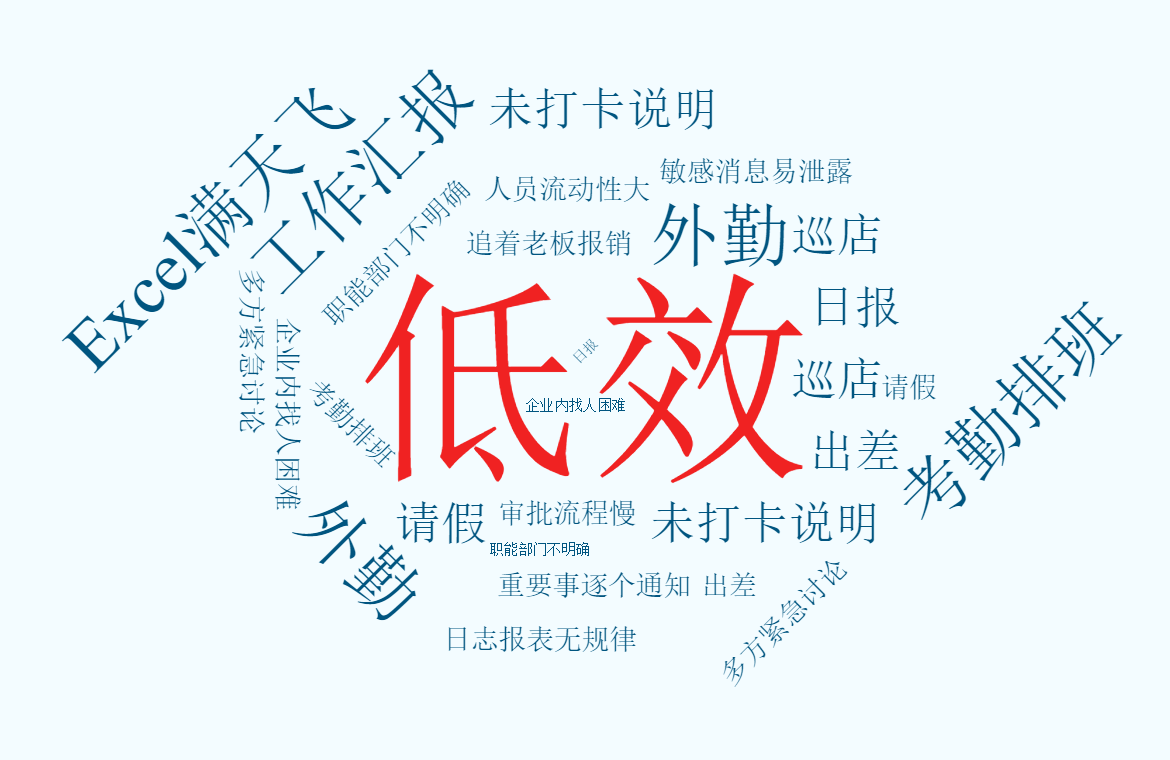 未打卡说明
Excel满天飞
工作汇报
敏感消息易泄露
人员流动性大
职能部门不明确
外勤
巡店
追着老板报销
低效
日报
日报
多方紧急讨论
企业内找人困难
考勤排班
巡店
请假
企业内找人困难
考勤排班
出差
外勤
请假
审批流程慢
未打卡说明
职能部门不明确
重要事逐个通知
出差
多方紧急讨论
日志报表无规律